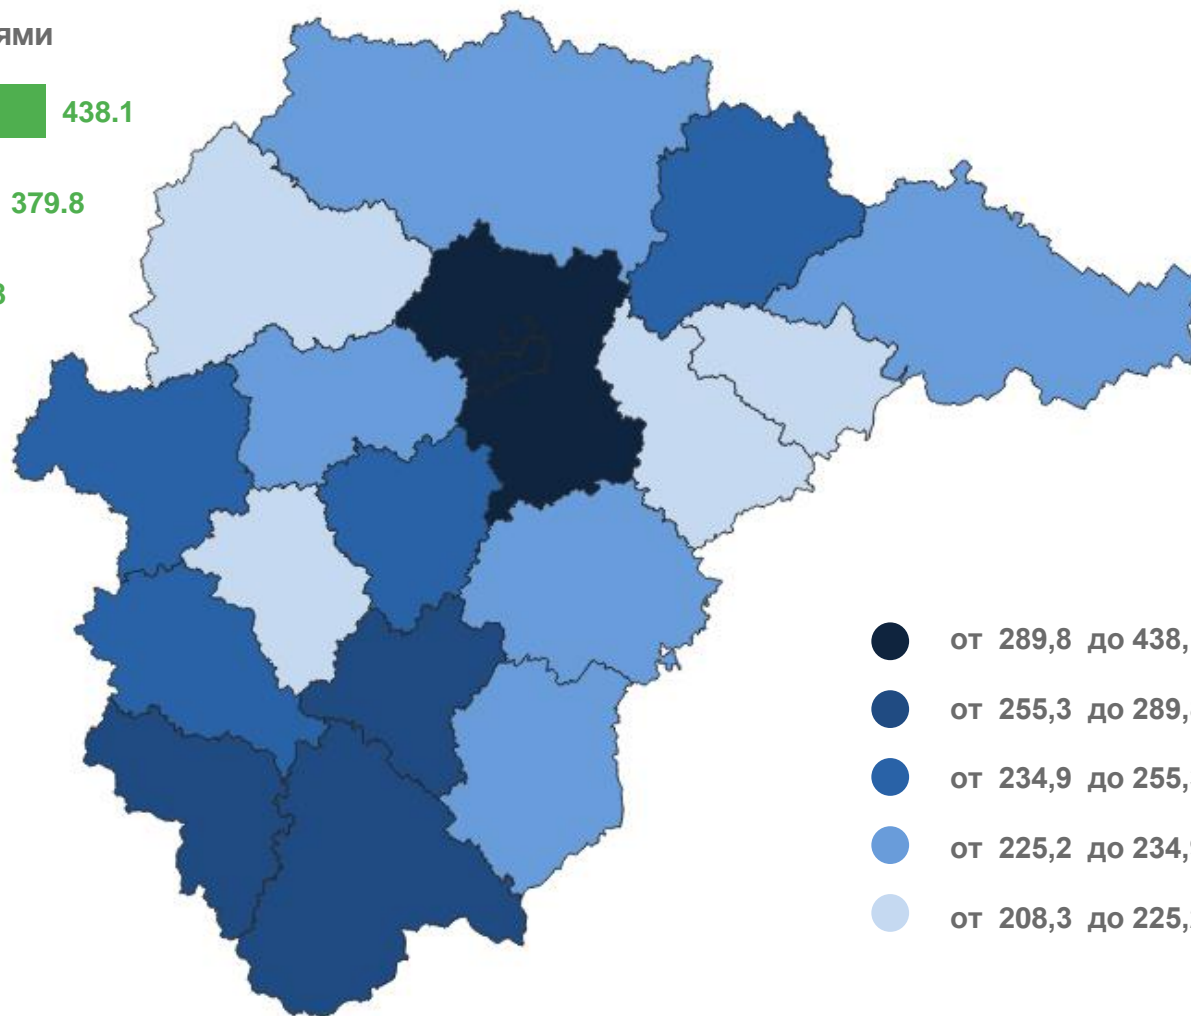 ями
438.1
379.8
от 289,8 до 438,
от 255,3 до 289,
от 234,9 до 255,
от 225,2 до 234,
от 208,3 до 225,